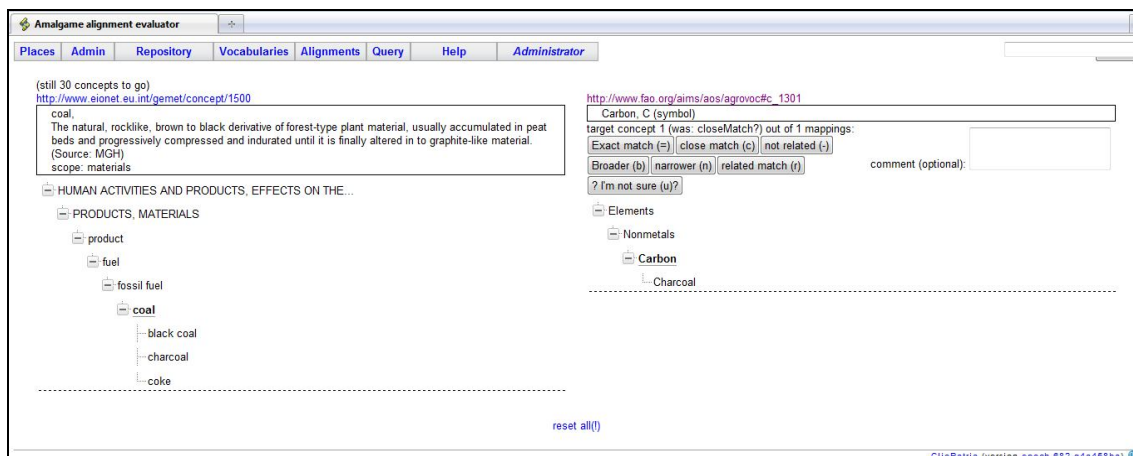 Amalgame alignment evaluator
Places Admin Repository Vocabularies Alignments Query Help Administrator
(still 30 concepts to go)
http://www.eionet.eu.int/gemet/concept/1500
coal,
The natural, rocklike, brown to black derivative of forest-type plant material, usually accumulated in peat
beds and progressively compressed and indurated until it is finally altered in to graphite-like material.
(Source: MGH)
scope: materials
HUMAN ACTIVITIES AND PRODUCTS, EFFECTS ON THE...
PRODUCTS, MATERIALS
product
fuel
fossil fuel
coal
black coal
charcoal
coke
http://www.fao.org/aims/aos/agrovoc#c_1301
Carbon, C (symbol)
target concept 1 (was: closeMatch?) out of 1 mappings:
Exact match (=) close match (c) not related (-)
Broader (b) narrower (n) related match (r)
comment (optional):
? I'm not sure (u)?
Elements
Nonmetals
Carbon
Charcoal
reset all(!)